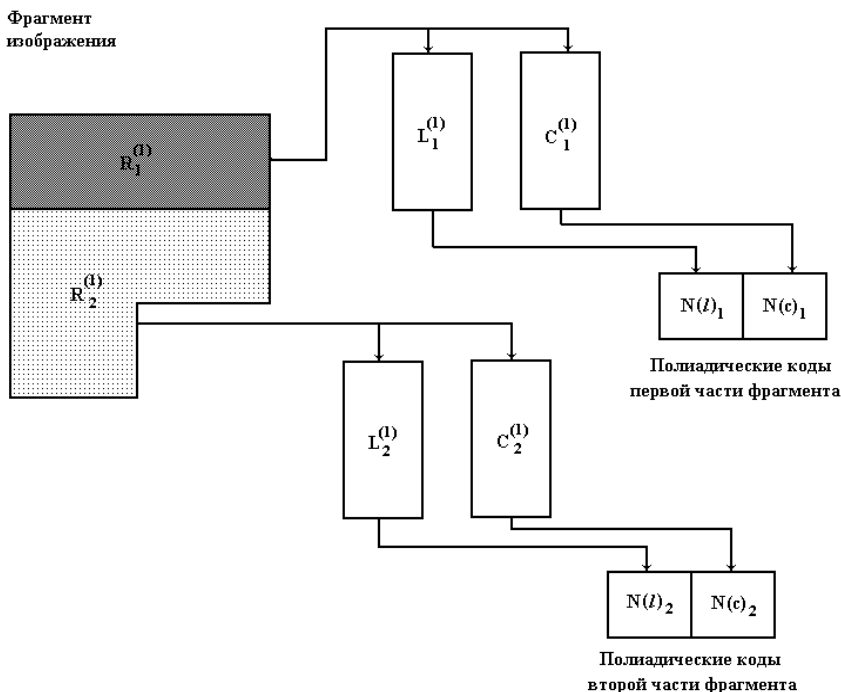 Фрагмент
изображения
R₁⁽¹⁾
L₁⁽¹⁾
C₁⁽¹⁾
R₂⁽¹⁾
N(l)₁
N(c)₁
Полиадические коды
первой части фрагмента
L₂⁽¹⁾
C₂⁽¹⁾
N(l)₂
N(c)₂
Полиадические коды
второй части фрагмента